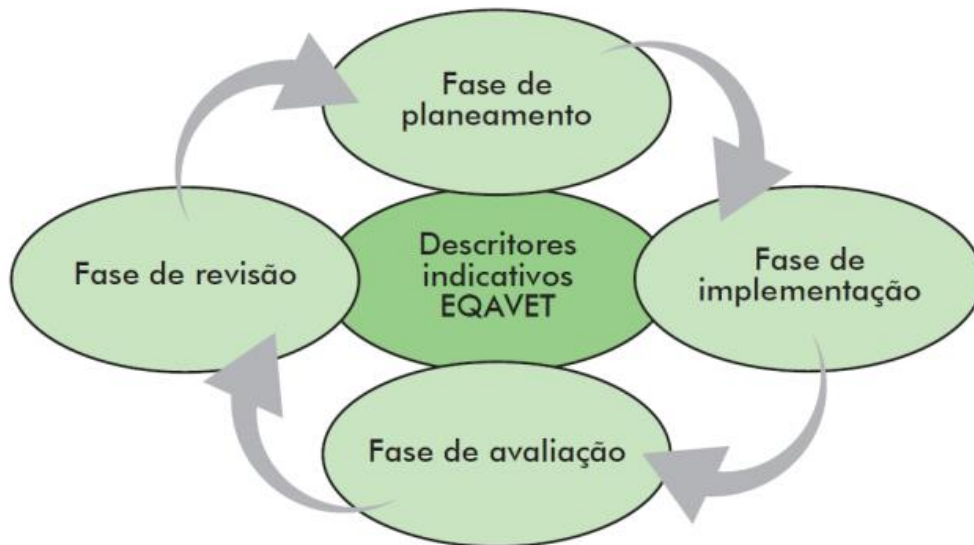 Fase de
planeamento
Fase de revisão
Descritores
indicativos
EQAVET
Fase de
implementação
Fase de avaliação